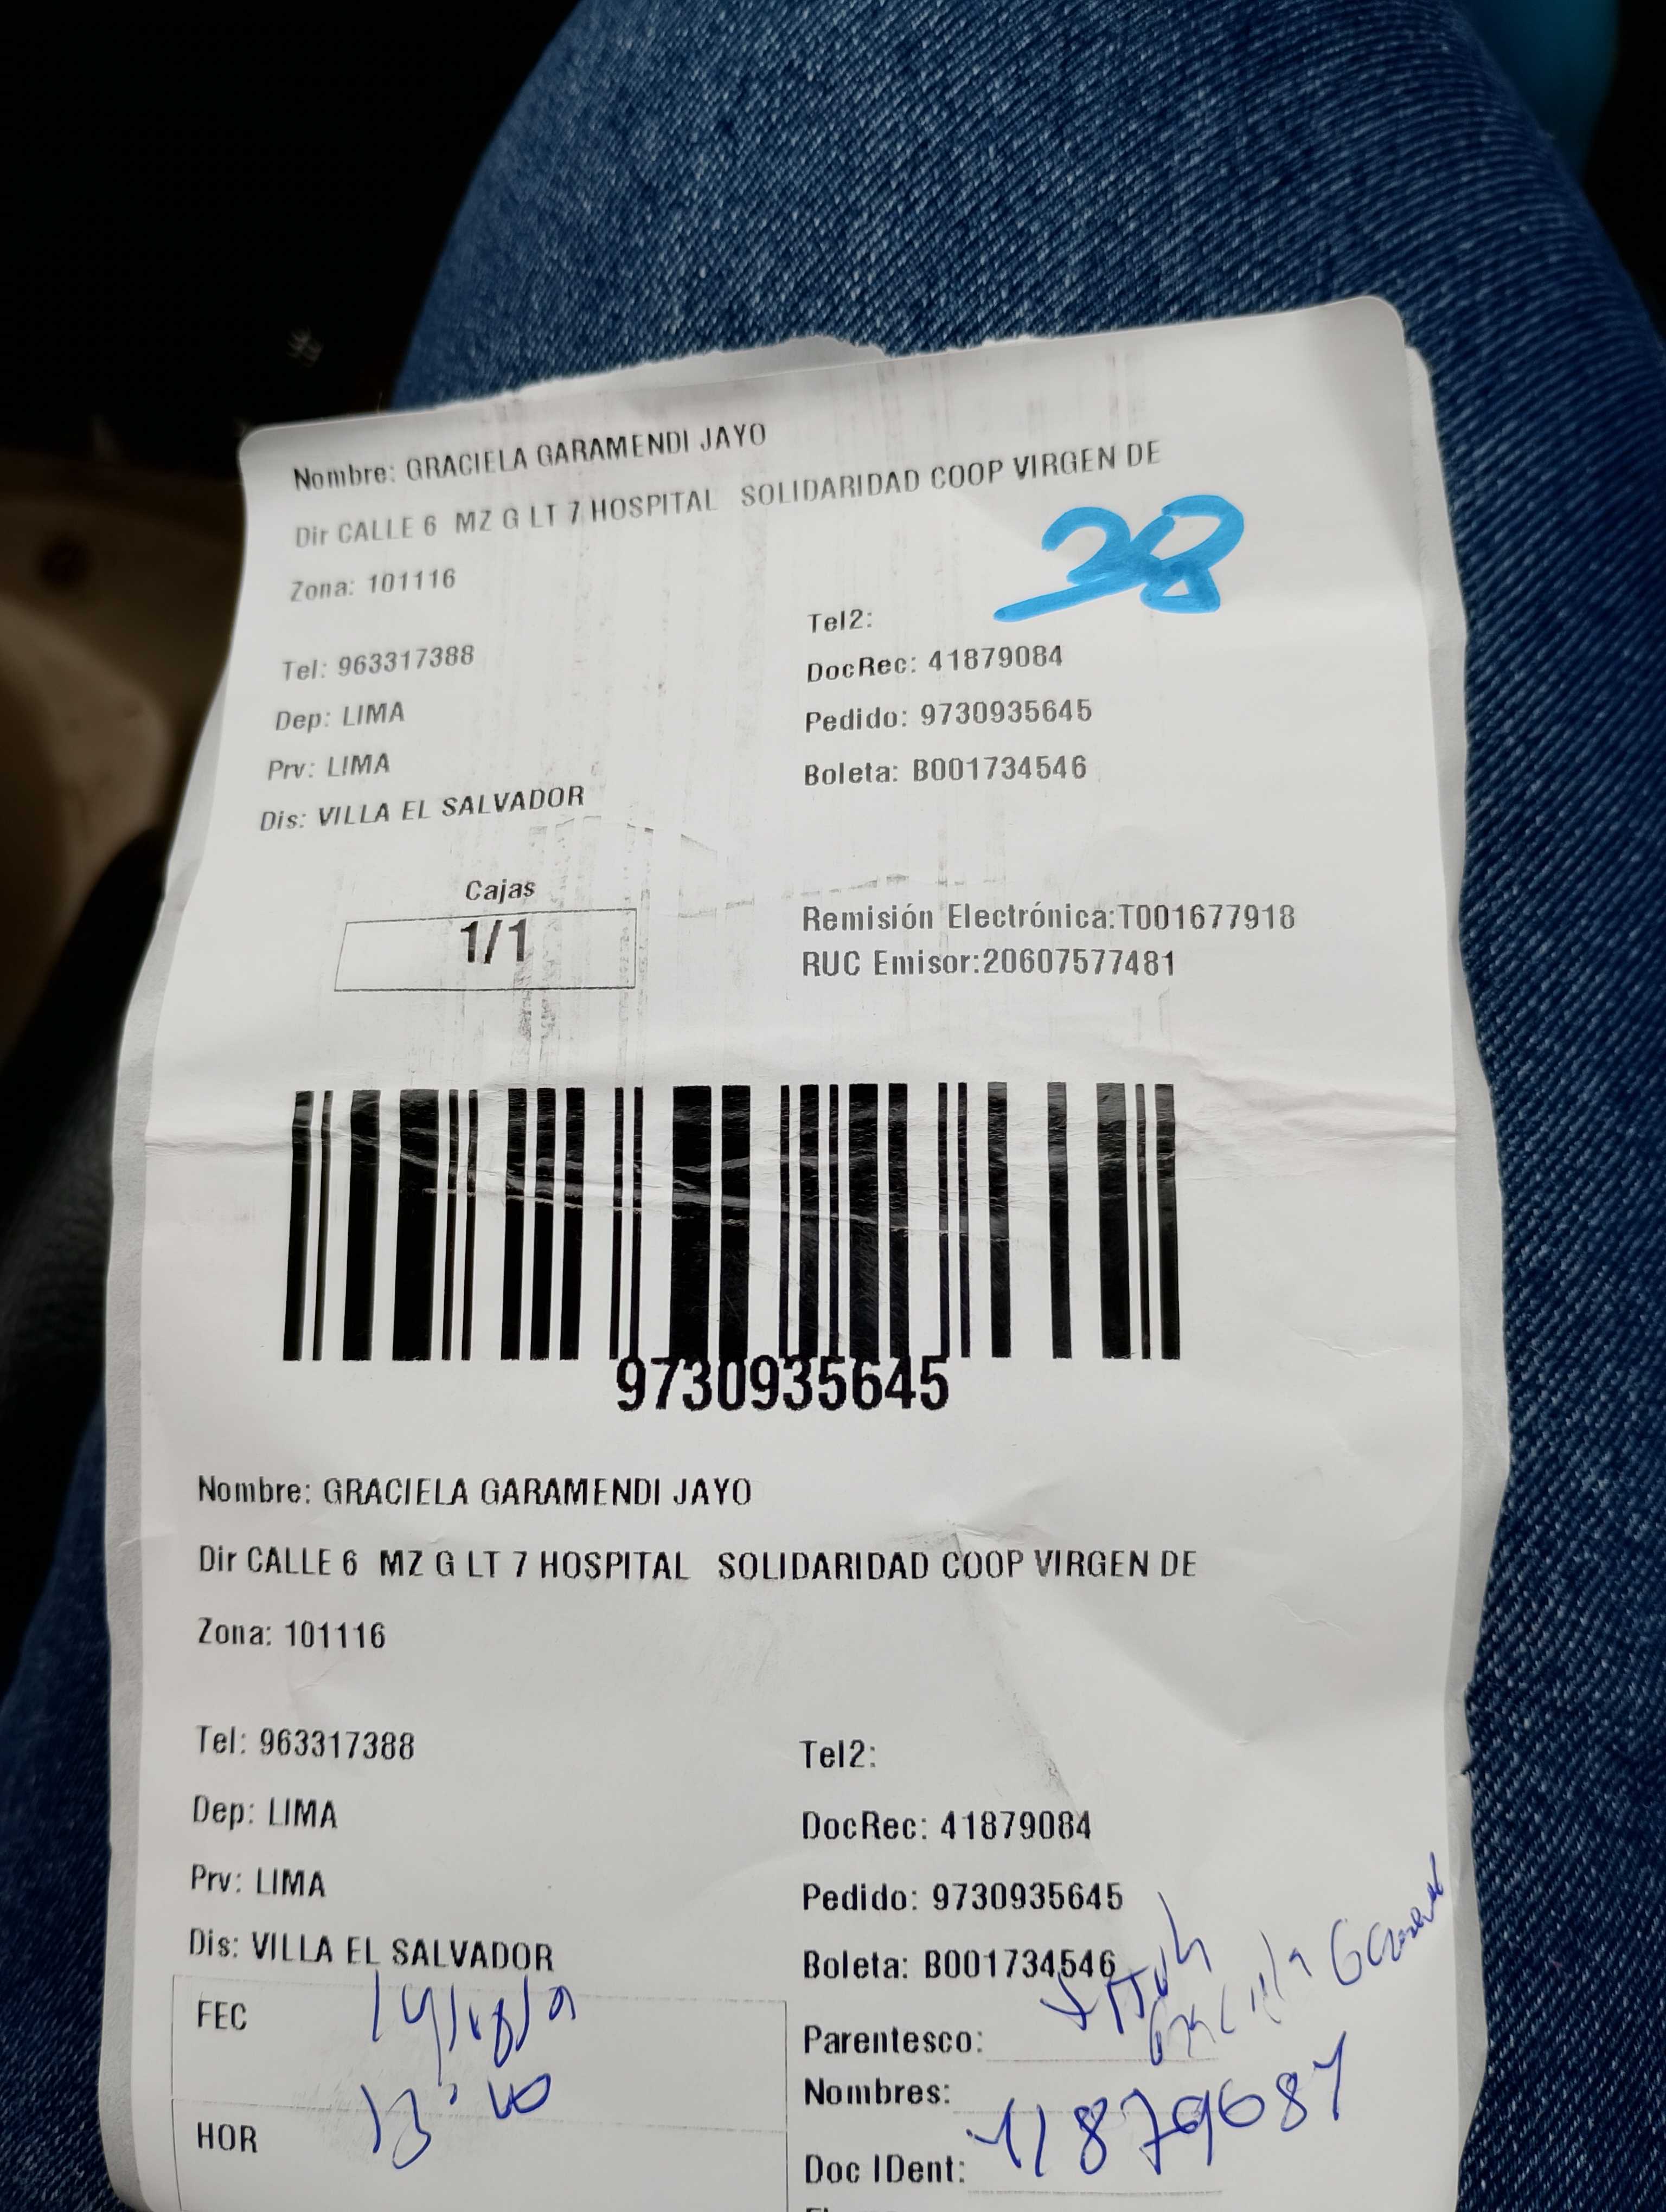 Nombre: GRACIELA GARAMENDI JAYO
Dir CALLE 6 MZ G LT 7 HOSPITAL SOLIDARIDAD COOP VIRGEN DE
38
Zona: 101116
Tel2:
Tel: 963317388
DocRec: 41879084
Dep: LIMA
Pedido: 9730935645
Prv: LIMA
Boleta: B001734546
Dis: VILLA EL SALVADOR
Cajas
1/1
Remisión Electrónica:T001677918
RUC Emisor:20607577481
9730935645
Nombre: GRACIELA GARAMENDI JAYO
Dir CALLE 6 MZ G LT 7 HOSPITAL SOLIDARIDAD COOP VIRGEN DE
Zona: 101116
Tel: 963317388
Tel2:
Dep: LIMA
DocRec: 41879084
Prv: LIMA
Pedido: 9730935645
Dis: VILLA EL SALVADOR
Boleta: B001734546
FEC
Parentesco:
Nombres:
HOR
Doc IDent: